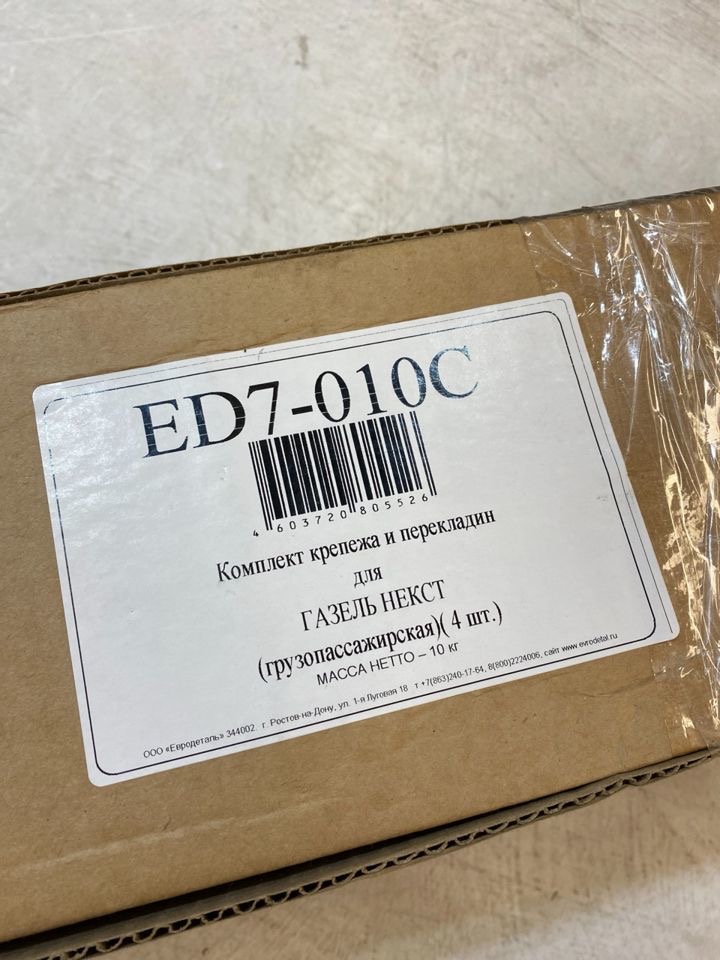 ED7-010C
4 603720 805526
Комплект крепежа и перекладин
для
ГАЗЕЛЬ НЕКСТ
(грузопассажирская)( 4 шт.)
МАССА НЕТТО – 10 кг
ООО «Евродеталь» 344002. г. Ростов-на-Дону, ул. 1-я Луговая 18 т +7(863)240-17-64, 8(800)2224006, сайт www.evrodetal.ru